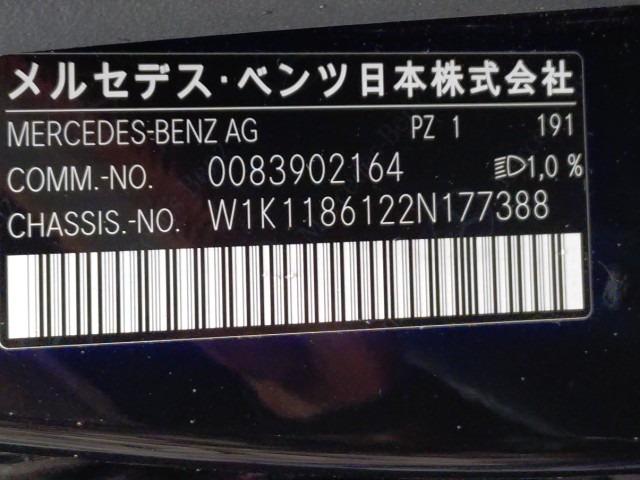 メルセデス・ベンツ日本株式会社
MERCEDES-BENZ AG PZ 1 191
COMM.-NO. 0083902164 1,0 %
CHASSIS.-NO. W1K1186122N177388